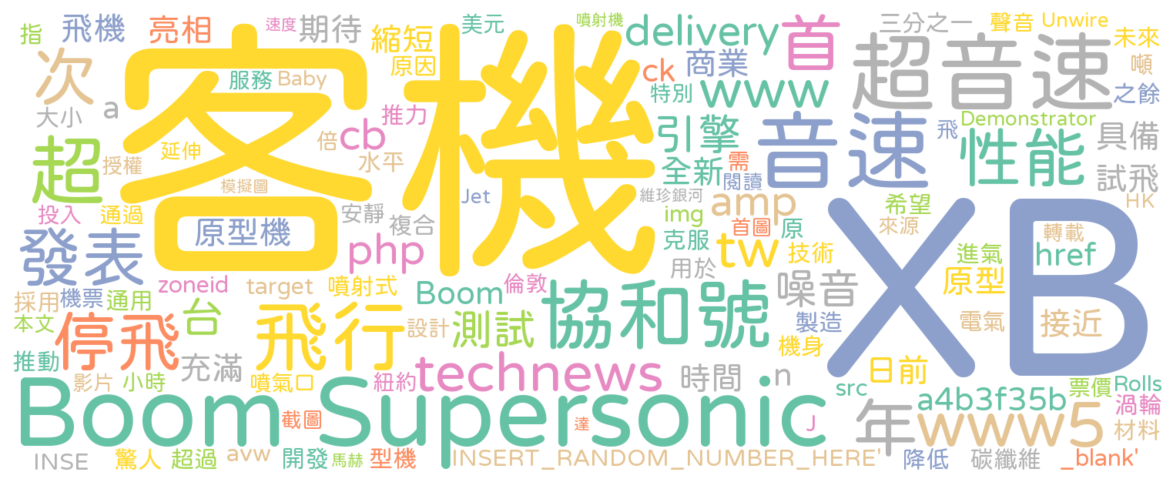 指 飛機 亮相 速度 期待 縮短 美元 噴射機 delivery 首 三分之一 聲音 Unwire 未來
次 大小 a 服務 Baby 客機 原因 ck 商業 www 特別 超音速 噸 之餘
超 授權 延伸 倍 cb 推力 水平 引擎 音速 飛 Demonstrator 性能 具備
模擬圖 Jet 全新 需 閱讀 試飛 HK
投入 通過 原型機 安靜 複合 維珍銀河 img amp 首圖 原 希望 來源 XB 轉載
發表 php 克服 tw 技術 進氣 href
zoneid target 噴射式 Boom 倫敦 用於 噪音 原型
採用 機票 通用 台 協和號 製造 電氣 接近
本文 停飛 飛行 設計 測試 機身
推動 影片 小時 充滿 噴氣口 紐約 technews 時間 n src 日前 票價 Rolls
Boom Supersonic 截圖 達 J 年 a4b3f35b www5 渦輪 材料
INSE 驚人 超過 avw 開發 馬赫 型機 INSERT_RANDOM_NUMBER_HERE' 降低 碳纖維 _blank'